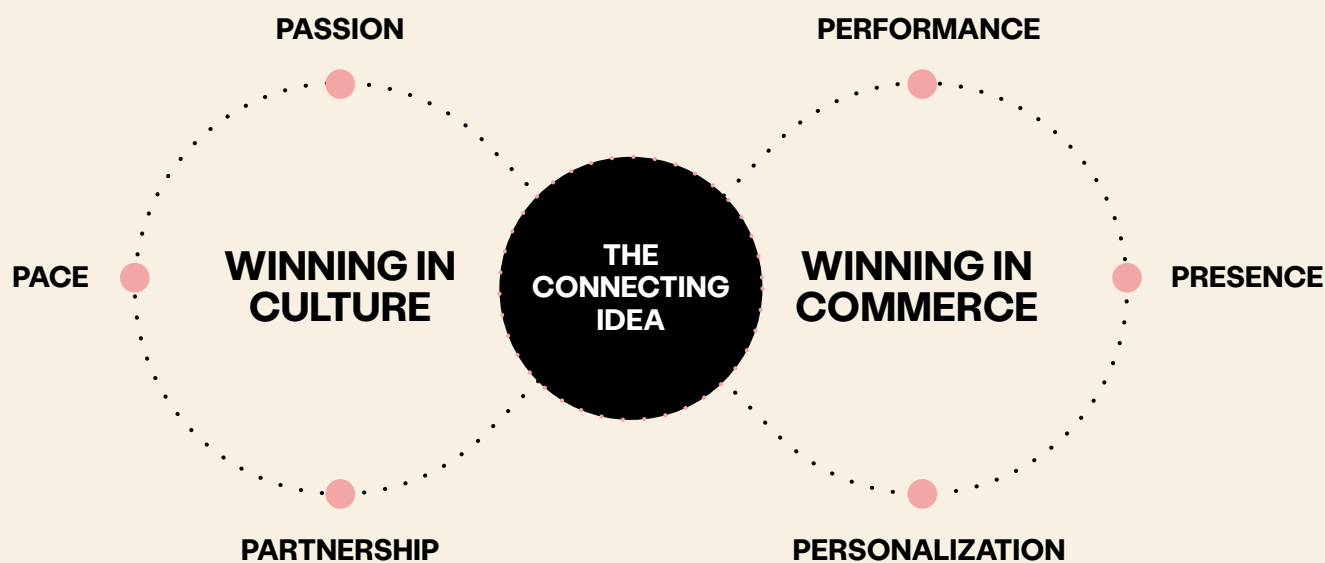 PASSION
PERFORMANCE
PACE
WINNING IN
CULTURE
THE
CONNECTING
IDEA
WINNING IN
COMMERCE
PRESENCE
PARTNERSHIP
PERSONALIZATION